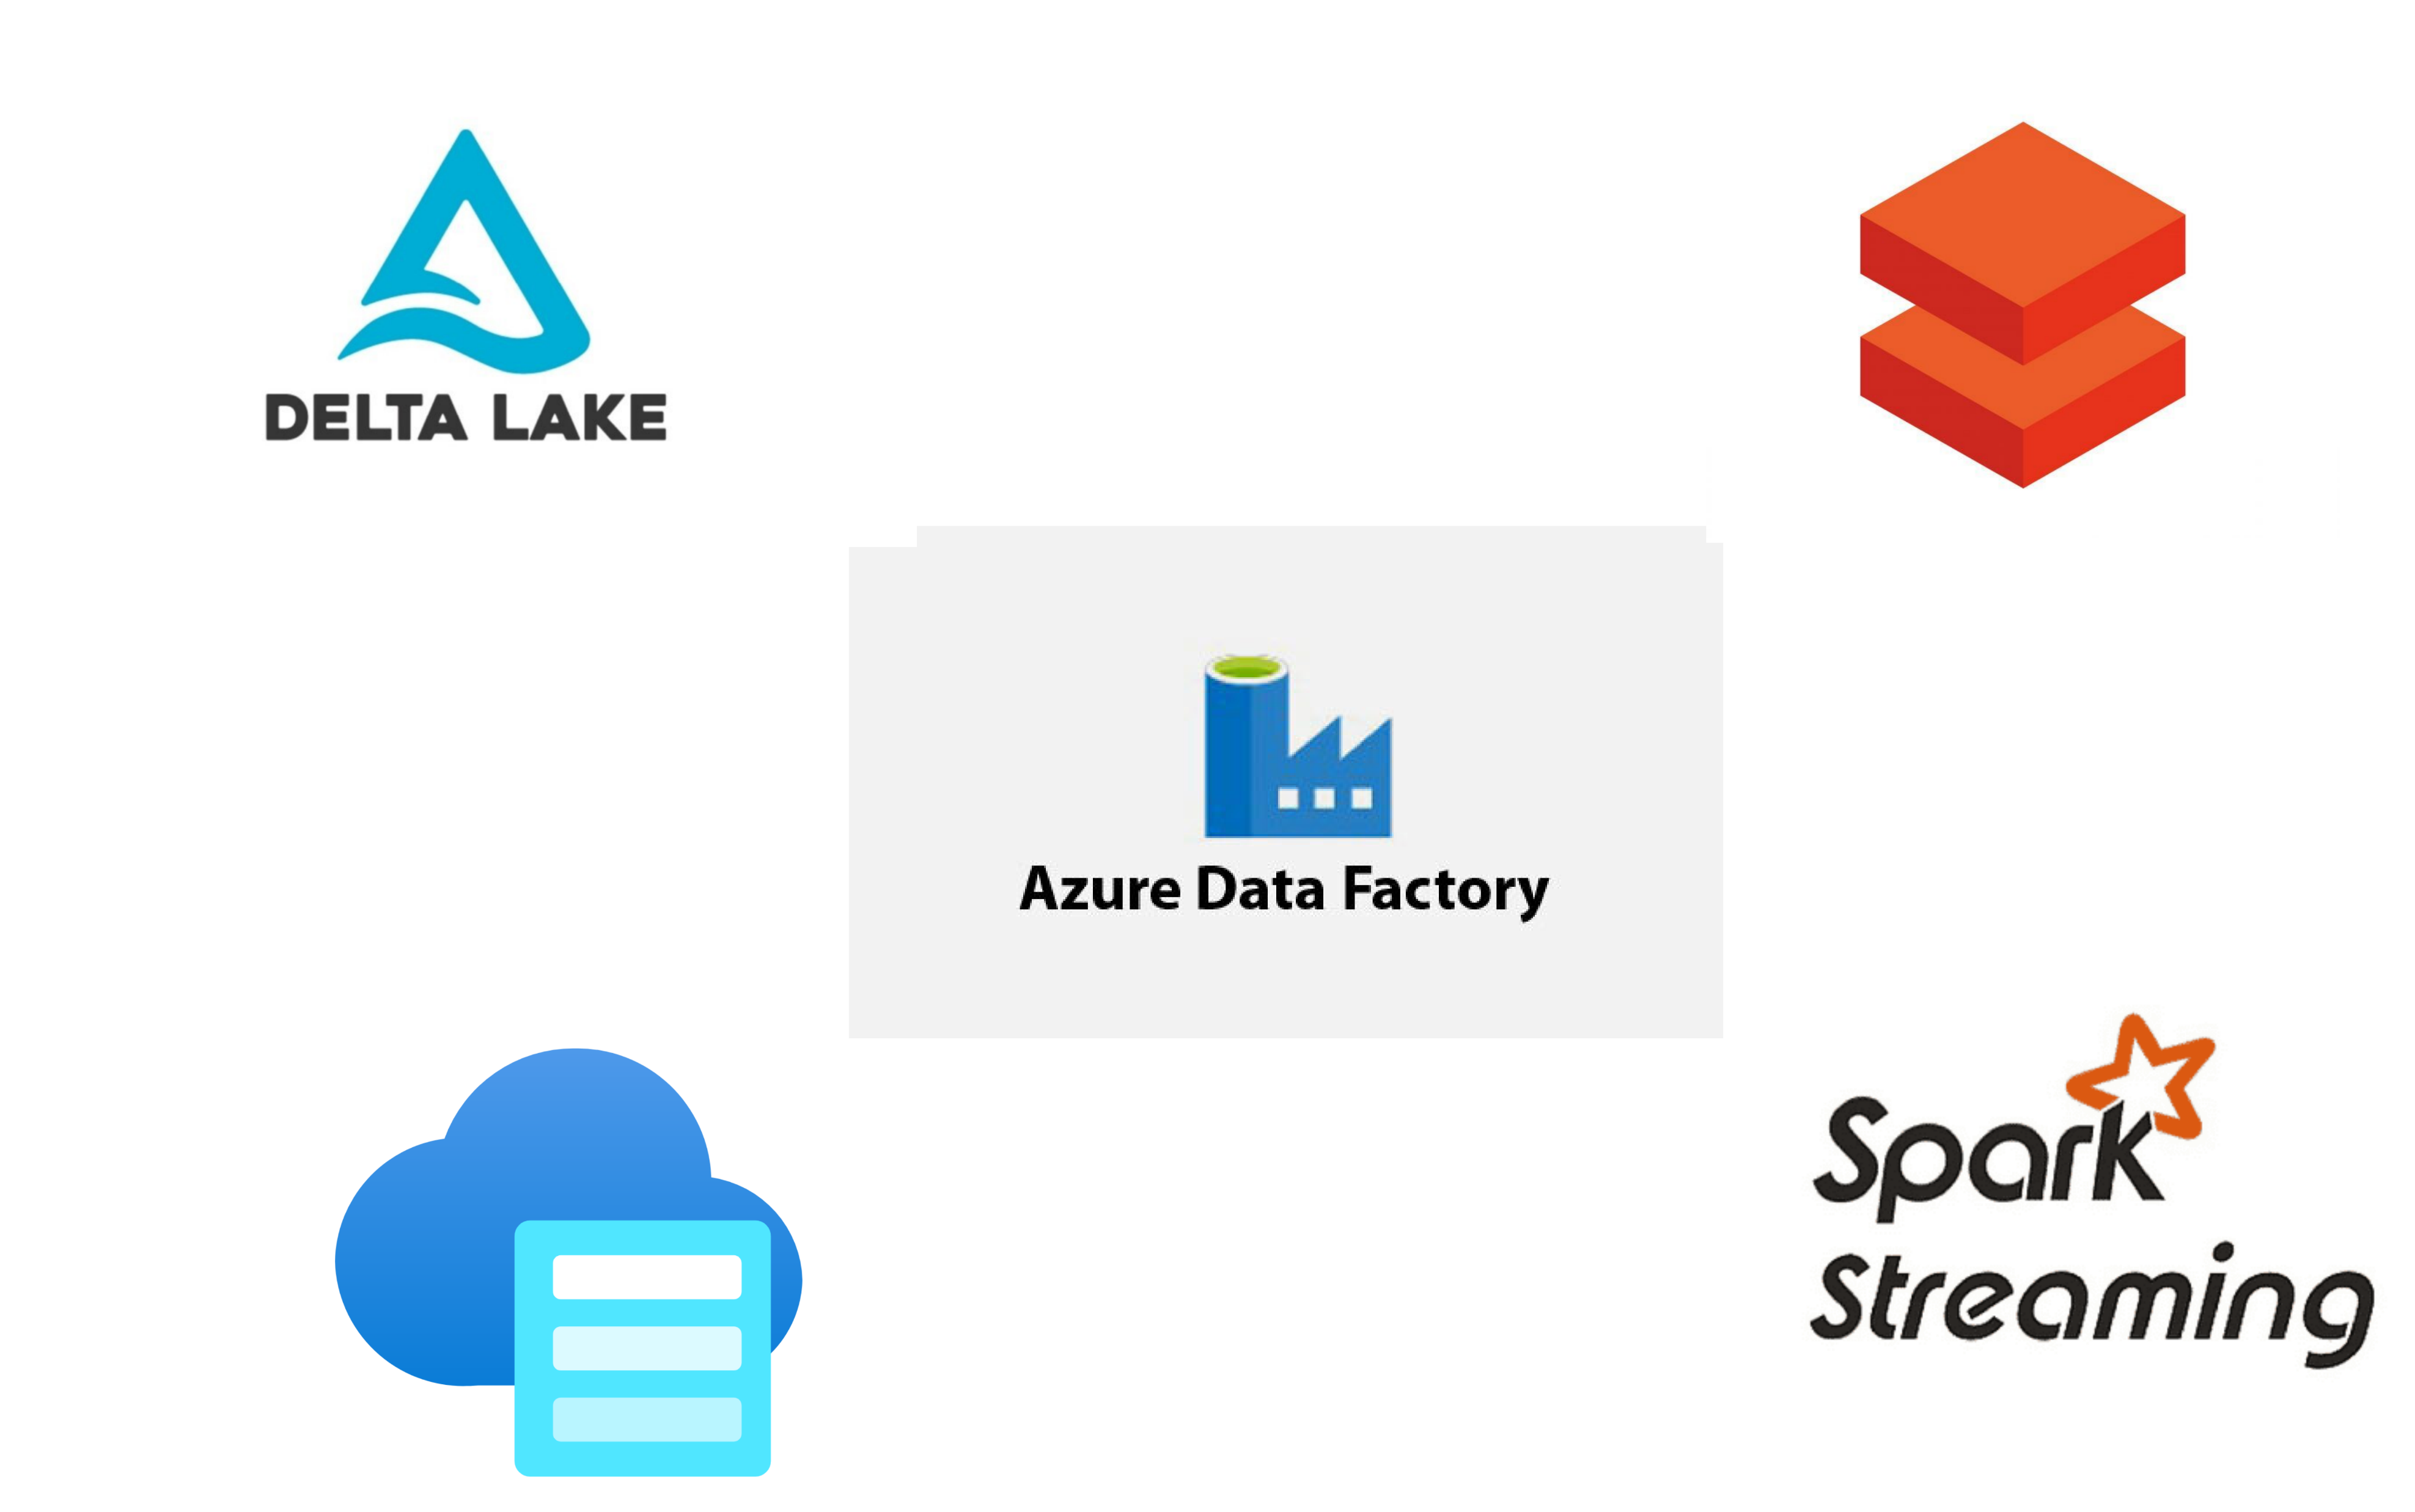 DELTA LAKE
Azure Data Factory
Spark
Streaming